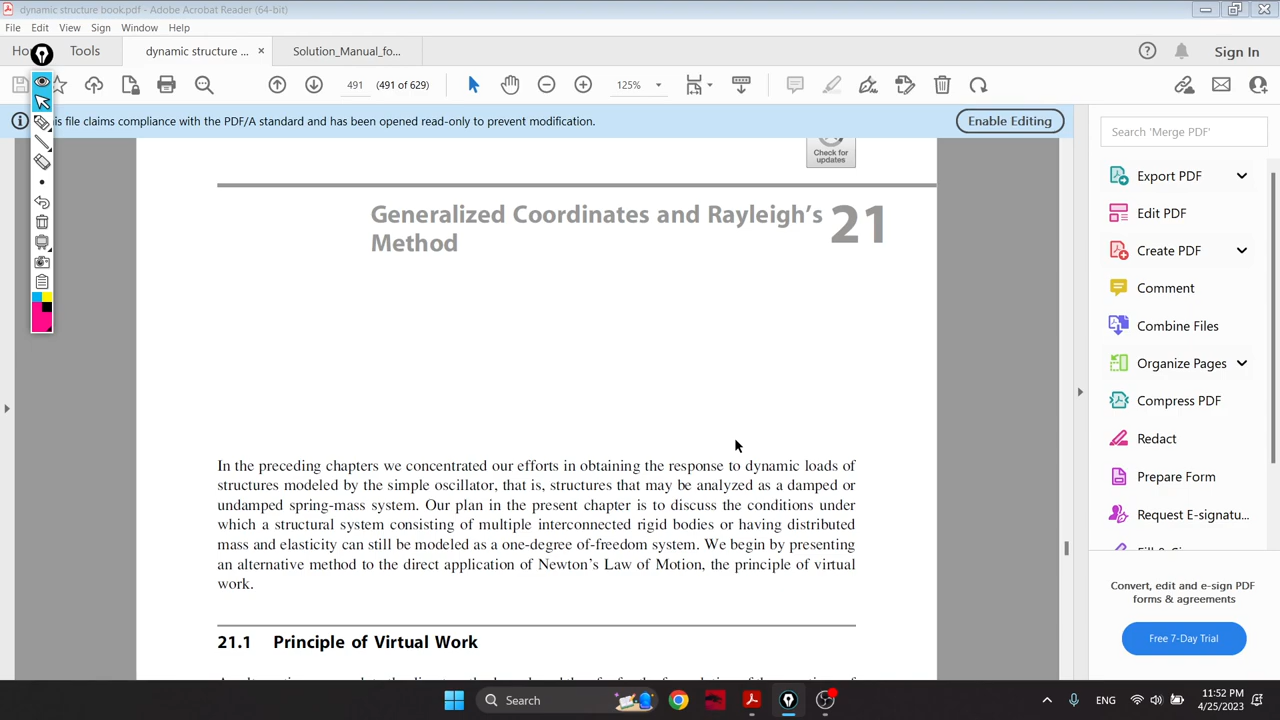 dynamic structure book.pdf - Adobe Acrobat Reader (64-bit)
File Edit View Sign Window Help
Tools dynamic structure ... × Solution_Manual_fo... Sign In
491 (491 of 629) 125%
file claims compliance with the PDF/A standard and has been opened read-only to prevent modification. Enable Editing
Search 'Merge PDF'
Check for
updates
Export PDF
Edit PDF
Create PDF
Comment
Combine Files
Organize Pages
Compress PDF
Redact
Prepare Form
Request E-signatu...
Convert, edit and e-sign PDF
forms & agreements
Free 7-Day Trial
Generalized Coordinates and Rayleigh's 21
Method
In the preceding chapters we concentrated our efforts in obtaining the response to dynamic loads of
structures modeled by the simple oscillator, that is, structures that may be analyzed as a damped or
undamped spring-mass system. Our plan in the present chapter is to discuss the conditions under
which a structural system consisting of multiple interconnected rigid bodies or having distributed
mass and elasticity can still be modeled as a one-degree of-freedom system. We begin by presenting
an alternative method to the direct application of Newton's Law of Motion, the principle of virtual
work.
21.1 Principle of Virtual Work
Search
ENG
11:52 PM
4/25/2023